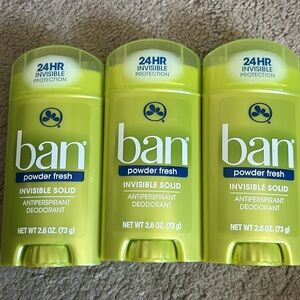 24HR
INVISIBLE
PROTECTION
ban
powder fresh
INVISIBLE SOLID
ANTIPERSPIRANT
DEODORANT
NET WT 2.6 OZ. (73 g)
24HR
INVISIBLE
PROTECTION
ban
powder fresh
INVISIBLE SOLID
ANTIPERSPIRANT
DEODORANT
NET WT 2.6 OZ. (73 g)
24HR
INVISIBLE
PROTECTION
ban
powder fresh
INVISIBLE SOLID
ANTIPERSPIRANT
DEODORANT
NET WT 2.6 OZ. (73 g)